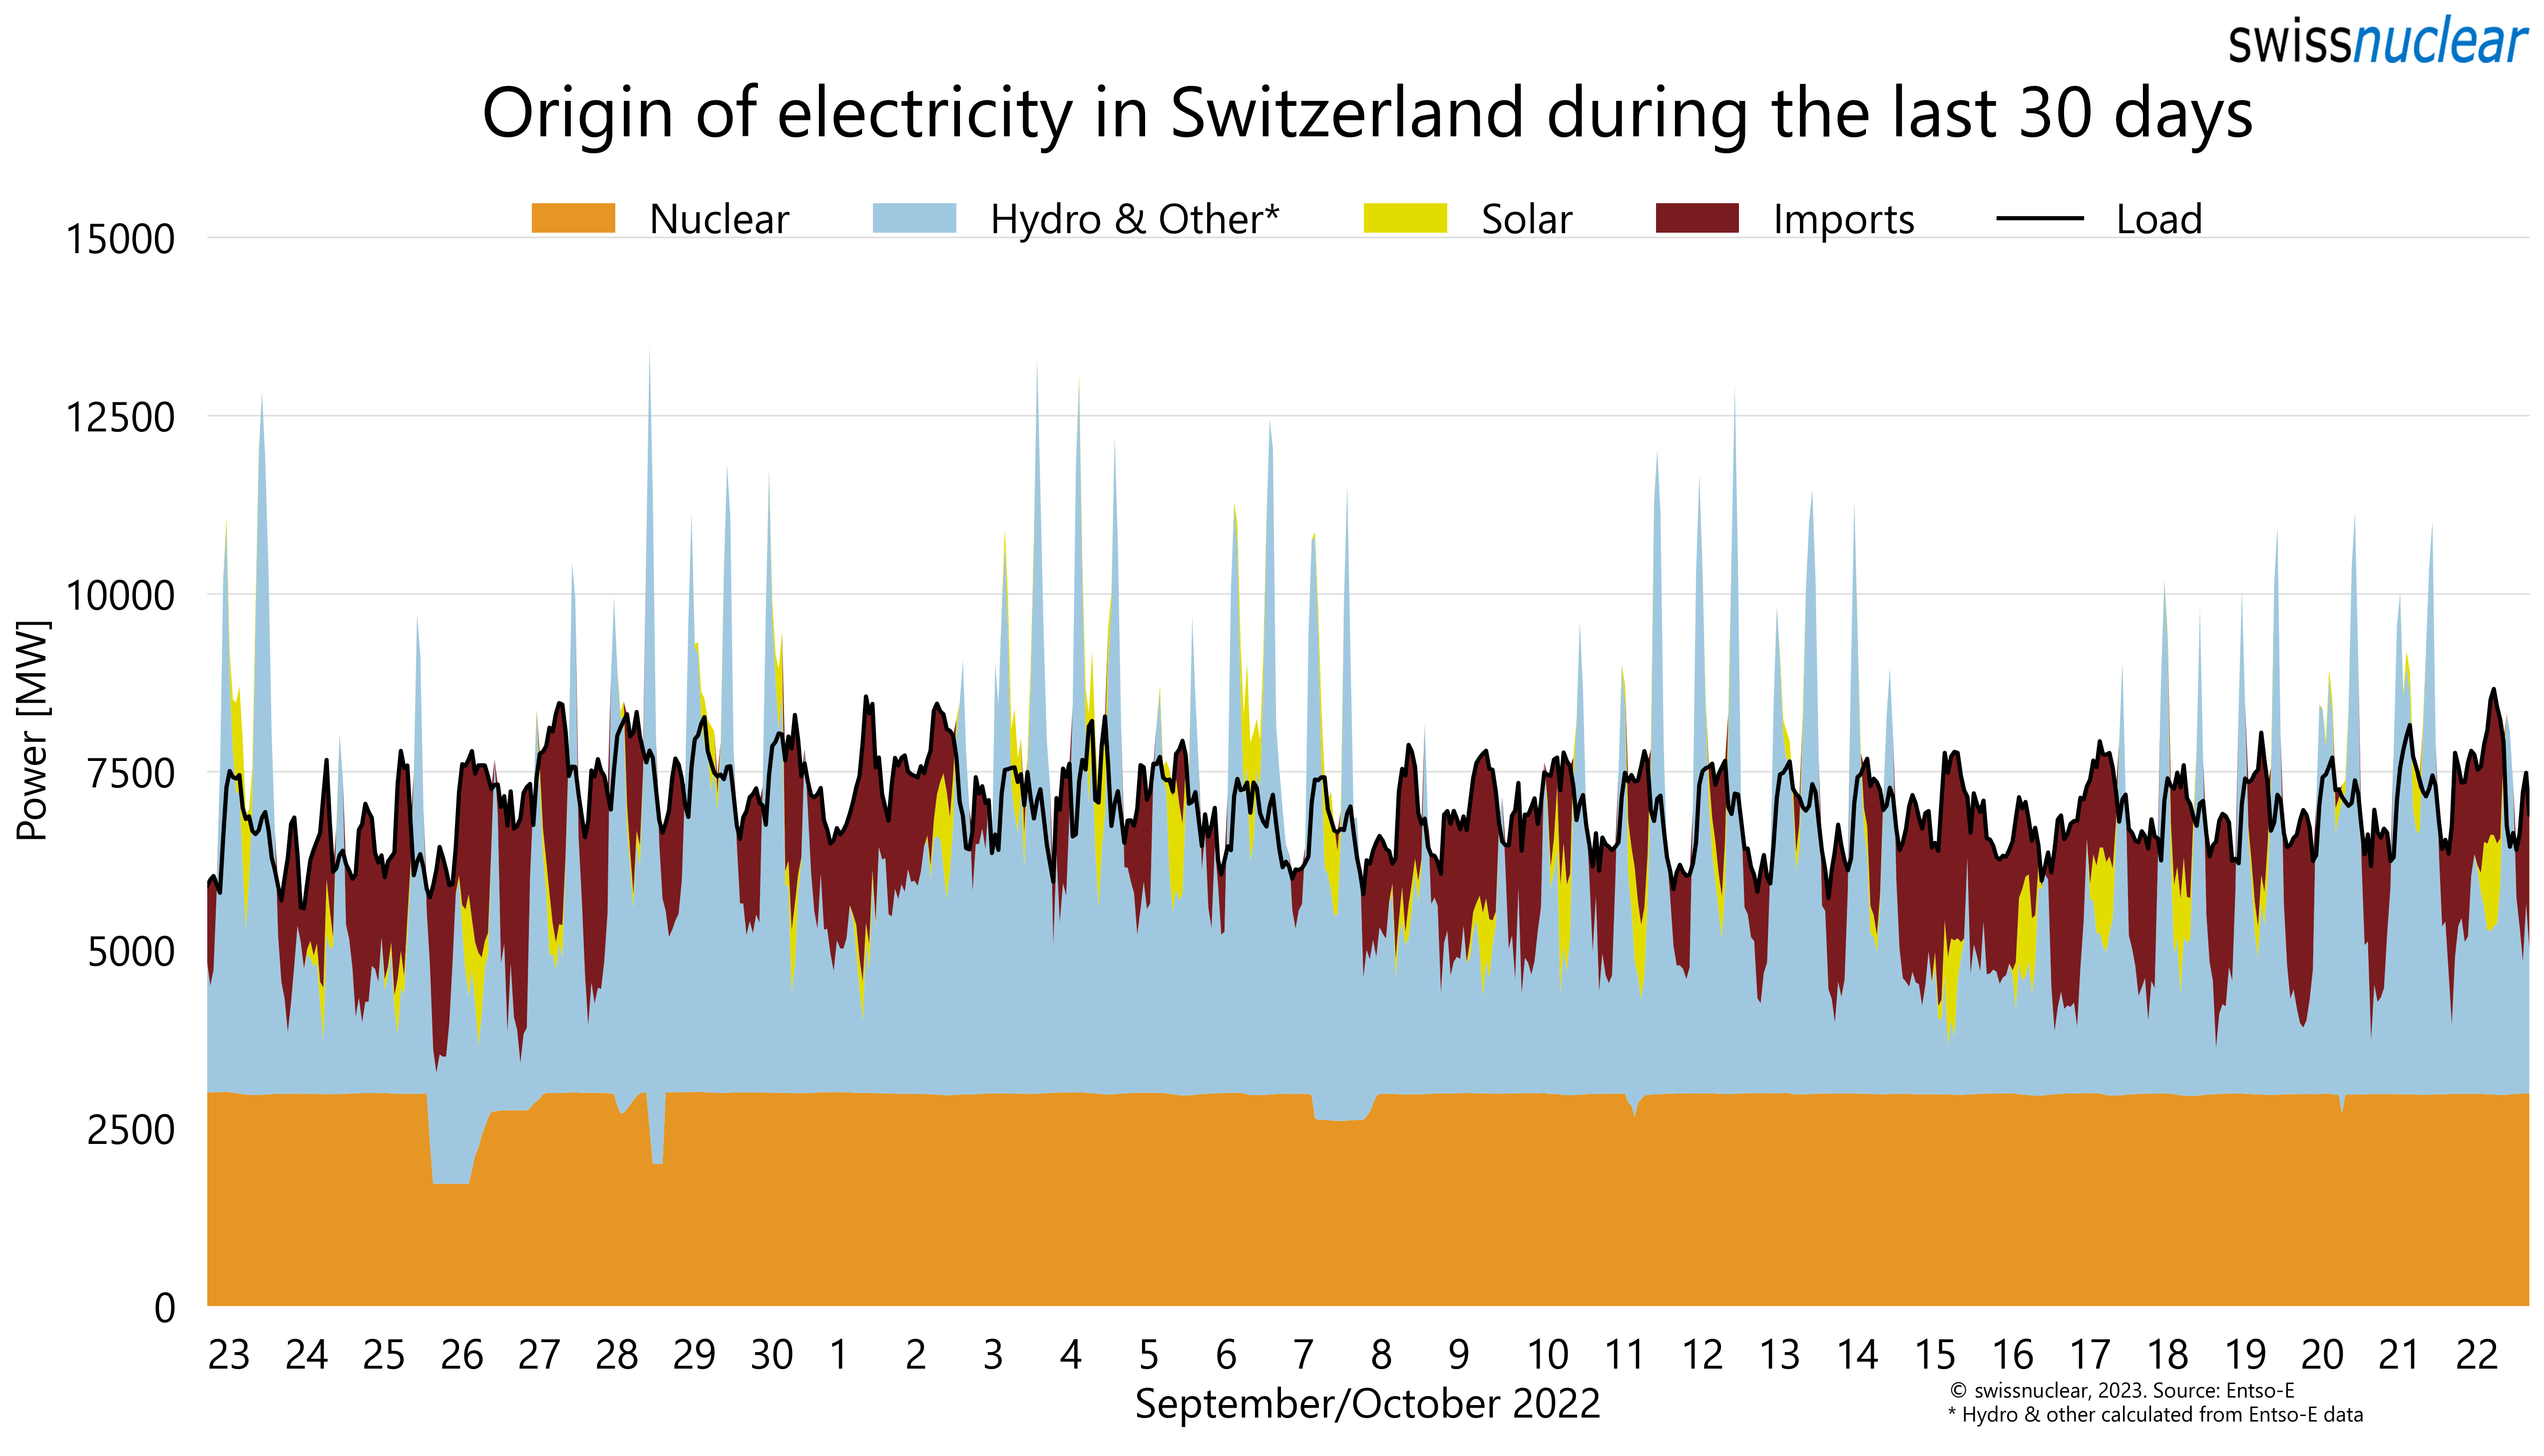 swissnuclear
Origin of electricity in Switzerland during the last 30 days
Nuclear Hydro & Other* Solar Imports Load
15000
12500
10000
7500
5000
2500
0
Power [MW]
23 24 25 26 27 28 29 30 1 2 3 4 5 6 7 8 9 10 11 12 13 14 15 16 17 18 19 20 21 22
September/October 2022
© swissnuclear, 2023. Source: Entso-E
* Hydro & other calculated from Entso-E data